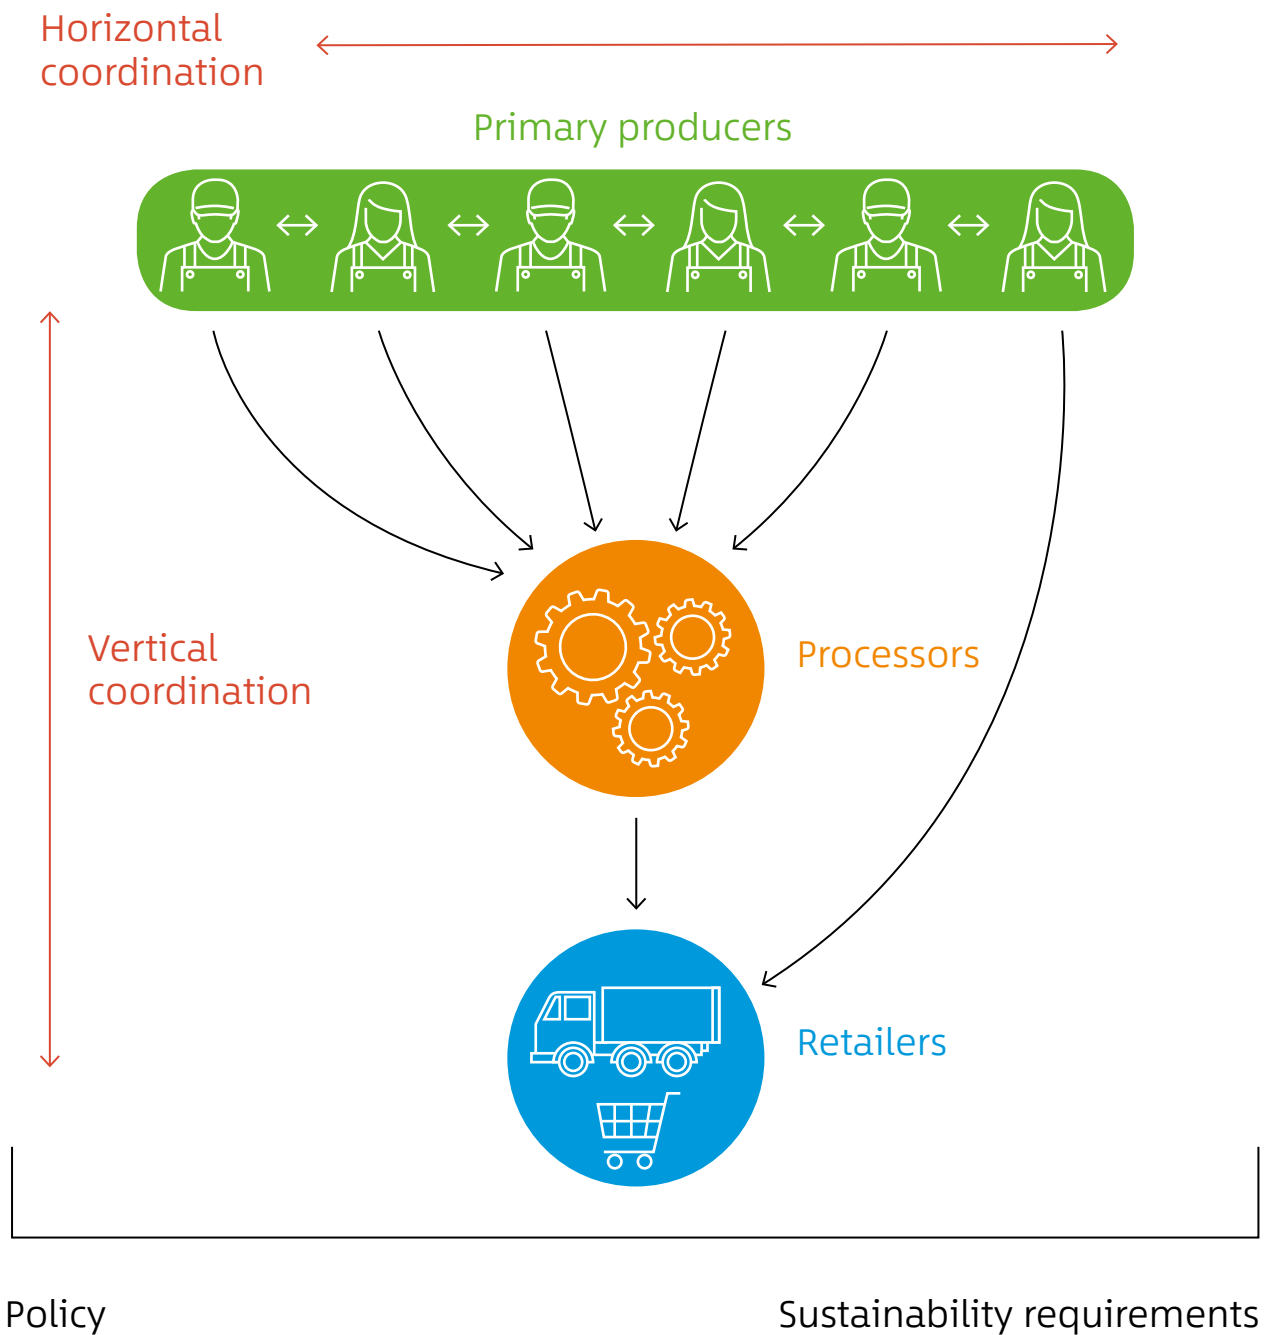 Horizontal
coordination
Primary producers
Vertical
coordination
Processors
Retailers
Policy
Sustainability requirements